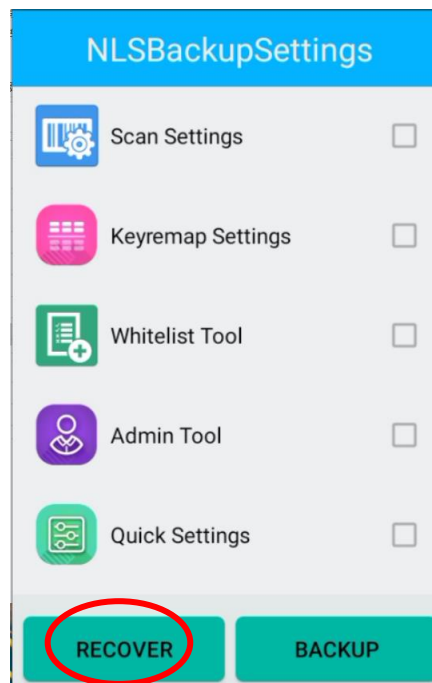 NLSBackupSettings
Scan Settings
Keyremap Settings
Whitelist Tool
Admin Tool
Quick Settings
RECOVER BACKUP